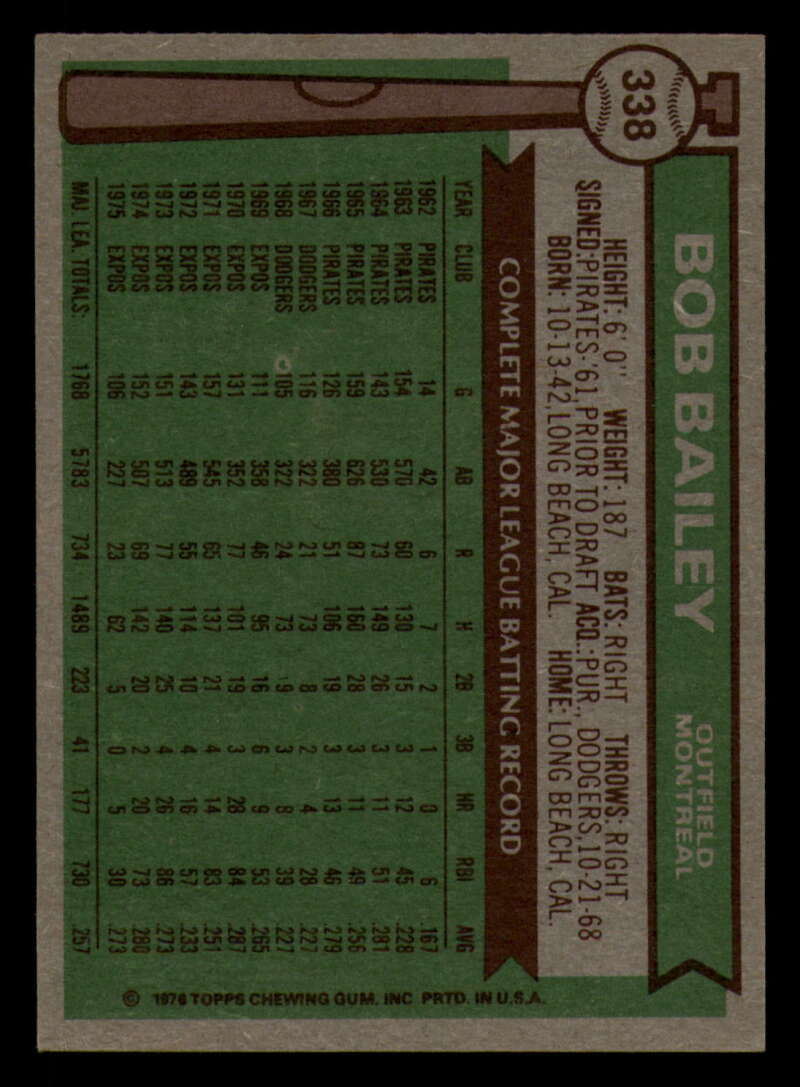 338
BOB BAILEY
OUTFIELD
MONTREAL
HEIGHT: 6' 0" WEIGHT: 187 BATS: RIGHT THROWS: RIGHT
SIGNED: PIRATES-'61, PRIOR TO DRAFT ACQ.: PUR., DODGERS, 10-21-68
BORN: 10-13-42, LONG BEACH, CAL. HOME: LONG BEACH, CAL.
COMPLETE MAJOR LEAGUE BATTING RECORD
YEAR CLUB G AB R H 2B 3B HR RBI AVG
1962 PIRATES 14 42 6 7 2 1 0 6 .167
1963 PIRATES 154 570 60 130 15 3 12 45 .228
1964 PIRATES 143 530 73 149 26 3 11 51 .281
1965 PIRATES 159 626 87 160 28 3 11 49 .256
1966 PIRATES 126 380 51 106 19 3 13 46 .279
1967 DODGERS 116 322 21 73 8 2 4 28 .227
1968 DODGERS 105 322 24 73 9 3 8 39 .227
1969 EXPOS 111 358 46 95 16 6 9 53 .265
1970 EXPOS 131 352 77 101 19 3 28 84 .287
1971 EXPOS 157 545 65 137 21 4 14 83 .251
1972 EXPOS 143 489 55 114 10 4 16 57 .233
1973 EXPOS 151 513 77 140 25 4 26 86 .273
1974 EXPOS 152 507 69 142 20 2 20 73 .280
1975 EXPOS 106 227 23 62 5 0 5 30 .273
MAJ. LEA. TOTALS: 1768 5783 734 1489 223 41 177 730 .257
© 1976 TOPPS CHEWING GUM, INC PRTD. IN U.S.A.